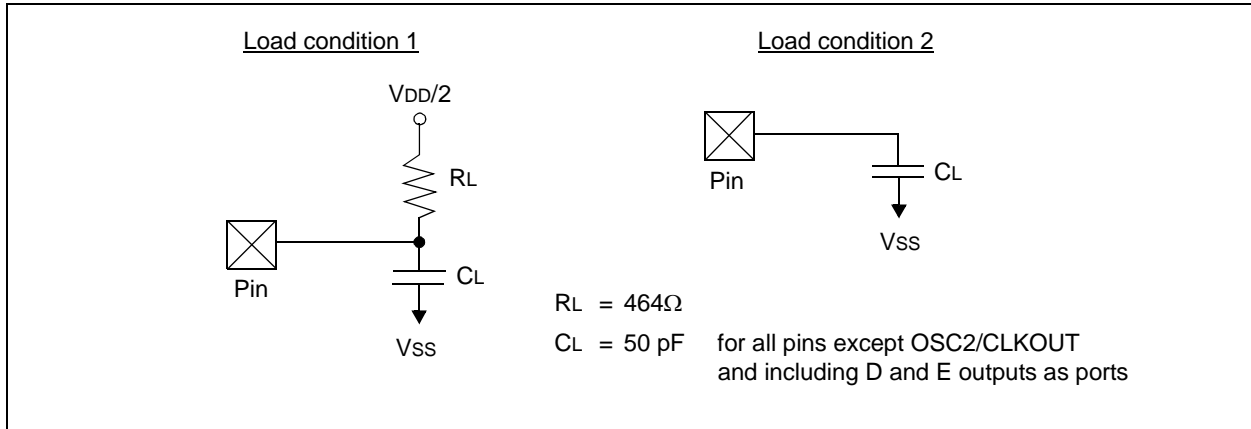 Load condition 1
VDD/2
RL
Pin
CL
VSS
Load condition 2
Pin
CL
VSS
RL = 464Ω
CL = 50 pF for all pins except OSC2/CLKOUT
and including D and E outputs as ports